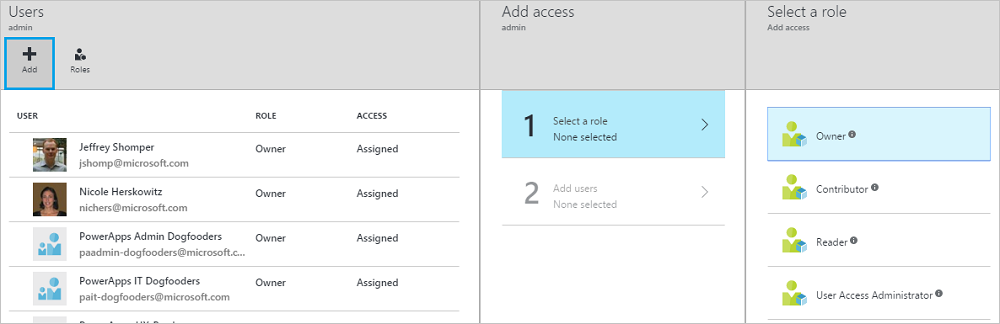 Users
admin
Add
Roles
USER ROLE ACCESS
Jeffrey Shomper Owner Assigned
jshomp@microsoft.com
Nicole Herskowitz Owner Assigned
nichers@microsoft.com
PowerApps Admin Dogfooders Owner Assigned
paadmin-dogfooders@microsoft.c...
PowerApps IT Dogfooders Owner Assigned
pait-dogfooders@microsoft.com
Add access
admin
1 Select a role
None selected
2 Add users
None selected
Select a role
Add access
Owner
Contributor
Reader
User Access Administrator